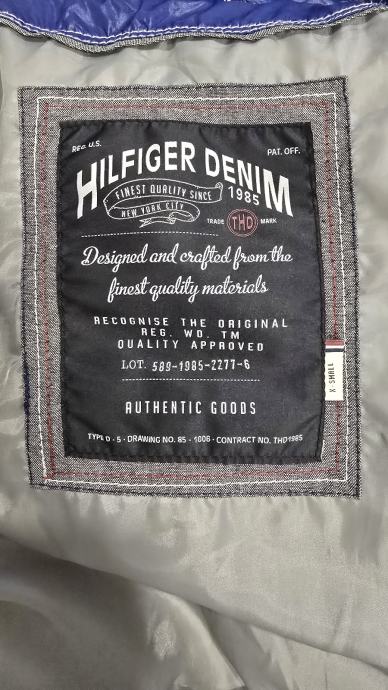 REG. U.S. PAT. OFF.
HILFIGER DENIM
FINEST QUALITY SINCE 1985
NEW YORK CITY
TRADE THD MARK
Designed and crafted from the
finest quality materials
RECOGNISE THE ORIGINAL
REG. WD. TM
QUALITY APPROVED
LOT. 589-1985-2277-6
AUTHENTIC GOODS
TYPE D - 5 - DRAWING NO. 85 - 1006 - CONTRACT NO. THD1985
X-SMALL